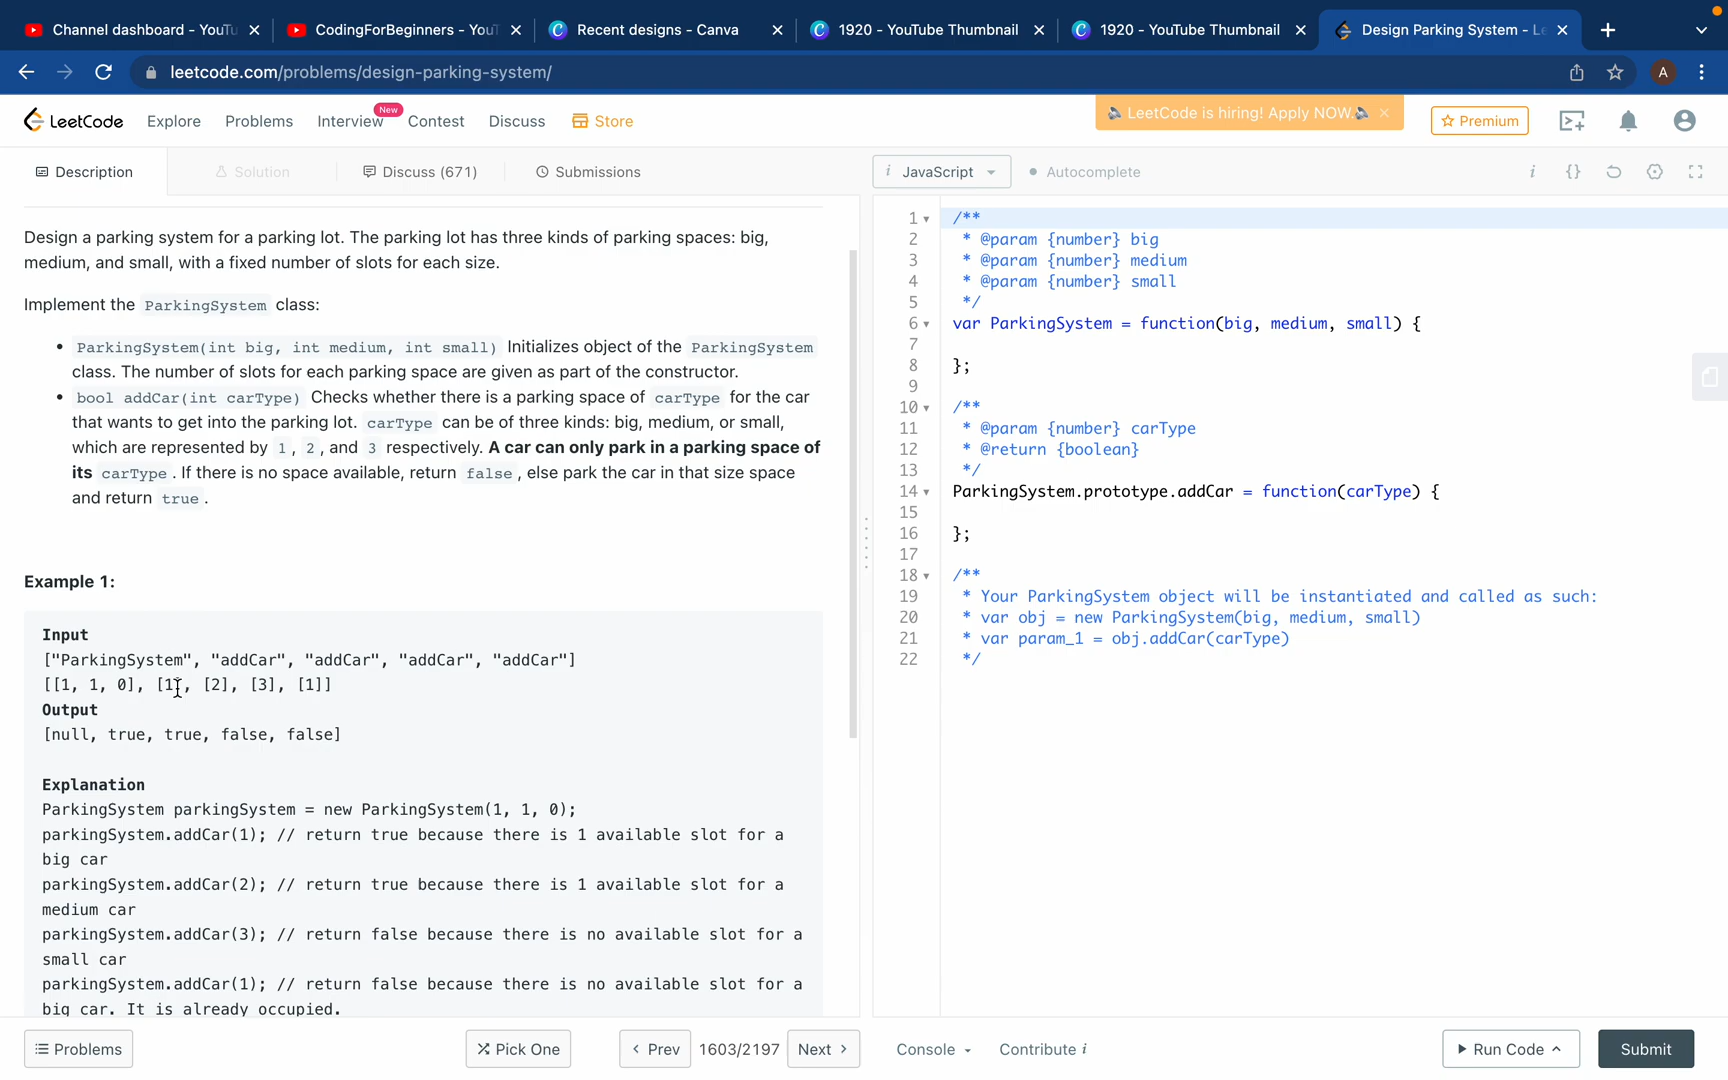 Channel dashboard - YouTu
CodingForBeginners - YouT
Recent designs - Canva
1920 - YouTube Thumbnail
1920 - YouTube Thumbnail
Design Parking System - Le
leetcode.com/problems/design-parking-system/
A
LeetCode
Explore
Problems
Interview
New
Contest
Discuss
Store
LeetCode is hiring! Apply NOW.
Premium
Description
Solution
Discuss (671)
Submissions
i JavaScript
Autocomplete
i {}
Design a parking system for a parking lot. The parking lot has three kinds of parking spaces: big,
medium, and small, with a fixed number of slots for each size.
Implement the ParkingSystem class:
• ParkingSystem(int big, int medium, int small) Initializes object of the ParkingSystem
class. The number of slots for each parking space are given as part of the constructor.
• bool addCar(int carType) Checks whether there is a parking space of carType for the car
that wants to get into the parking lot. carType can be of three kinds: big, medium, or small,
which are represented by 1, 2, and 3 respectively. A car can only park in a parking space of
its carType. If there is no space available, return false, else park the car in that size space
and return true.
Example 1:
Input
["ParkingSystem", "addCar", "addCar", "addCar", "addCar"]
[[1, 1, 0], [1], [2], [3], [1]]
Output
[null, true, true, false, false]
Explanation
ParkingSystem parkingSystem = new ParkingSystem(1, 1, 0);
parkingSystem.addCar(1); // return true because there is 1 available slot for a
big car
parkingSystem.addCar(2); // return true because there is 1 available slot for a
medium car
parkingSystem.addCar(3); // return false because there is no available slot for a
small car
parkingSystem.addCar(1); // return false because there is no available slot for a
big car. It is already occupied.
1 /**
2 * @param {number} big
3 * @param {number} medium
4 * @param {number} small
5 */
6 var ParkingSystem = function(big, medium, small) {
7
8 };
9
10 /**
11 * @param {number} carType
12 * @return {boolean}
13 */
14 ParkingSystem.prototype.addCar = function(carType) {
15
16 };
17
18 /**
19 * Your ParkingSystem object will be instantiated and called as such:
20 * var obj = new ParkingSystem(big, medium, small)
21 * var param_1 = obj.addCar(carType)
22 */
Problems
Pick One
Prev
1603/2197
Next
Console
Contribute i
Run Code
Submit